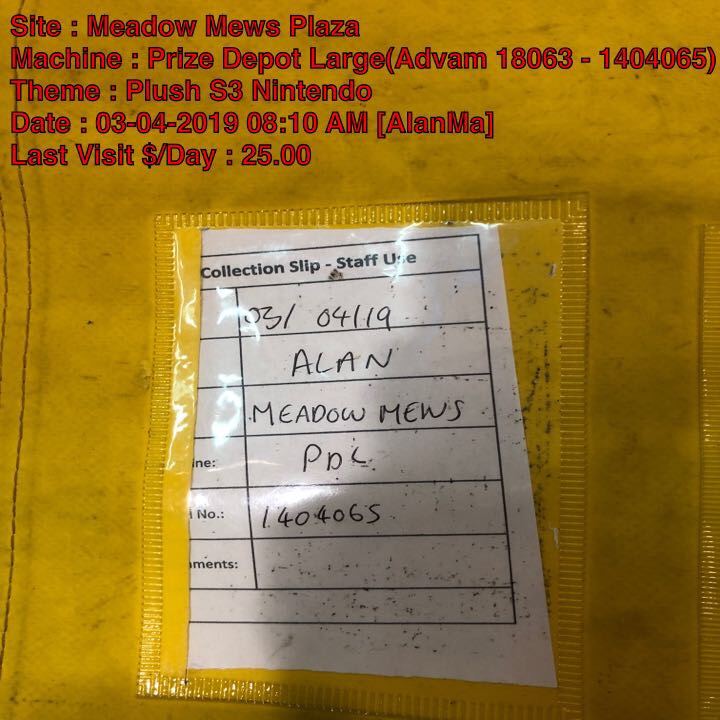 Site : Meadow Mews Plaza
Machine : Prize Depot Large(Advam 18063 - 1404065)
Theme : Plush S3 Nintendo
Date : 03-04-2019 08:10 AM [AlanMa]
Last Visit $/Day : 25.00
Collection Slip - Staff Use
03/ 04/19
ALAN
MEADOW MEWS
ine: PDL
No.: 1404065
ments: